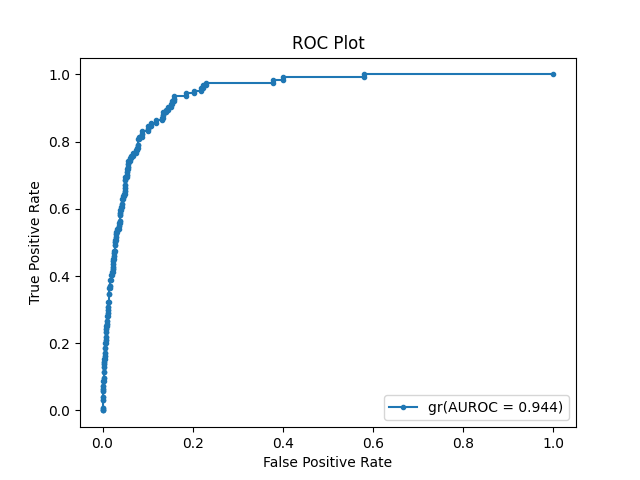 ROC Plot
True Positive Rate
1.0
0.8
0.6
0.4
0.2
0.0
0.0 0.2 0.4 0.6 0.8 1.0
False Positive Rate
gr(AUROC = 0.944)